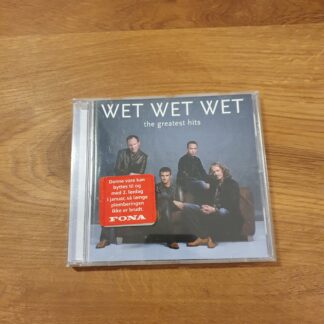 WET WET WET
the greatest hits
Denne vare kan
byttes til og
med 2. lørdag
i januar, så længe
plomberingen
ikke er brudt.
FONA